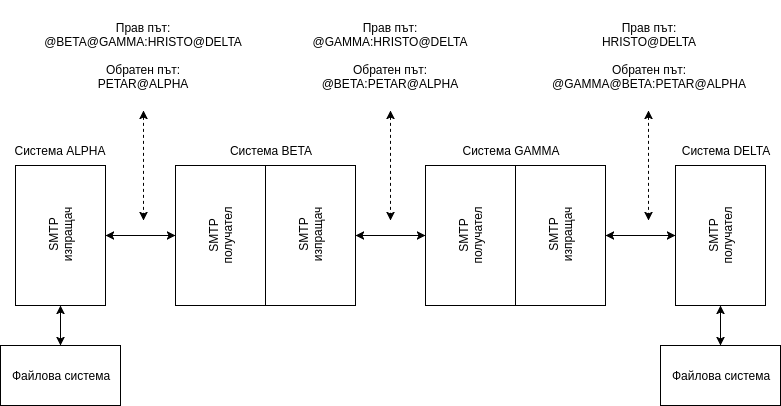 Прав път:
@BETA@GAMMA:HRISTO@DELTA
Обратен път:
PETAR@ALPHA
Прав път:
@GAMMA:HRISTO@DELTA
Обратен път:
@BETA:PETAR@ALPHA
Прав път:
HRISTO@DELTA
Обратен път:
@GAMMA@BETA:PETAR@ALPHA
Система ALPHA
Система BETA
Система GAMMA
Система DELTA
SMTP
изпращач
SMTP
получател
SMTP
изпращач
SMTP
получател
SMTP
изпращач
SMTP
получател
Файлова система
Файлова система